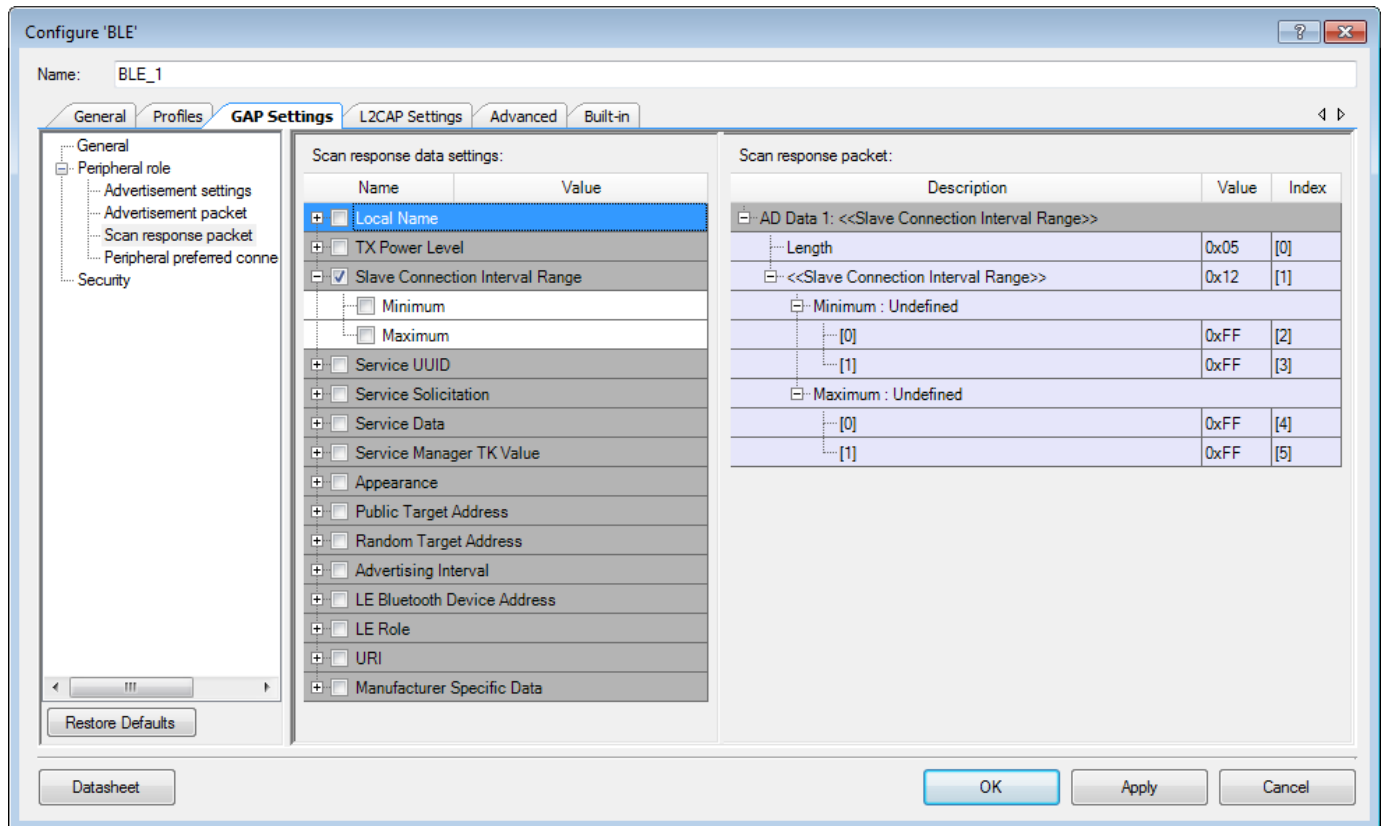 Configure 'BLE'
Name: BLE_1
General Profiles GAP Settings L2CAP Settings Advanced Built-in
General
Peripheral role
Advertisement settings
Advertisement packet
Scan response packet
Peripheral preferred conne
Security
Restore Defaults
Scan response data settings:
Name Value
Local Name
TX Power Level
Slave Connection Interval Range
Minimum
Maximum
Service UUID
Service Solicitation
Service Data
Service Manager TK Value
Appearance
Public Target Address
Random Target Address
Advertising Interval
LE Bluetooth Device Address
LE Role
URI
Manufacturer Specific Data
Scan response packet:
Description Value Index
AD Data 1: <<Slave Connection Interval Range>>
Length 0x05 [0]
<<Slave Connection Interval Range>> 0x12 [1]
Minimum : Undefined
[0] 0xFF [2]
[1] 0xFF [3]
Maximum : Undefined
[0] 0xFF [4]
[1] 0xFF [5]
Datasheet OK Apply Cancel